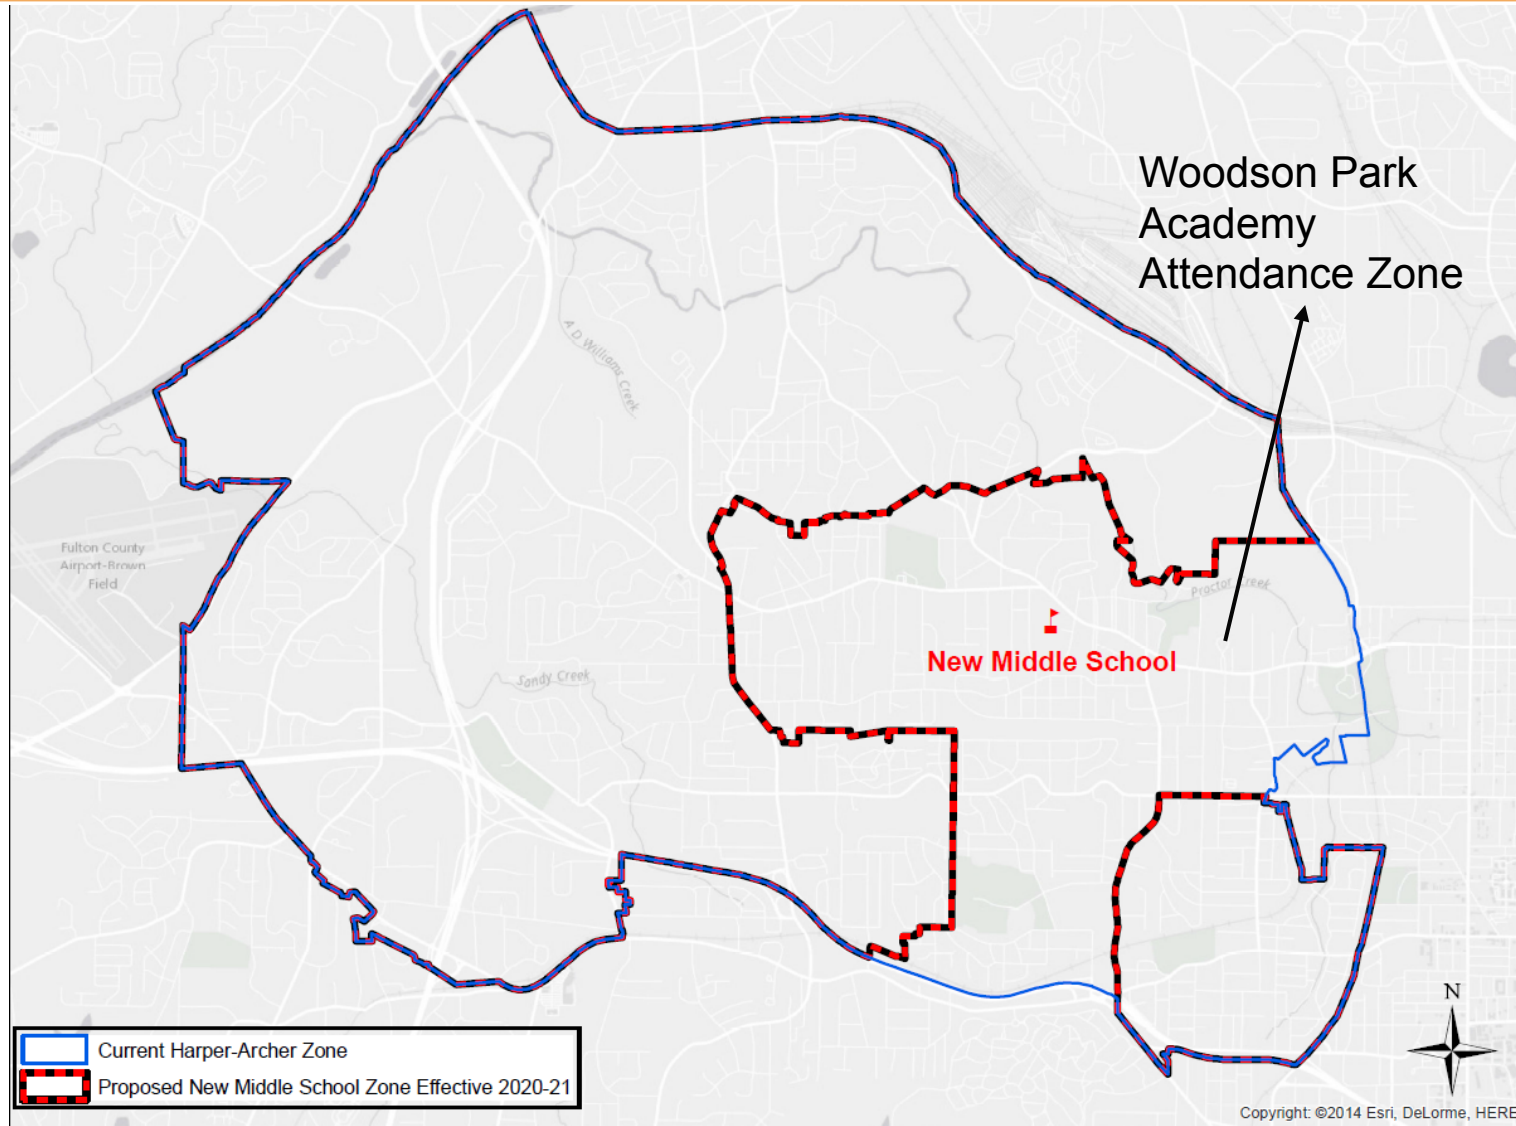 Woodson Park
Academy
Attendance Zone
A D Williams Creek
Fulton County
Airport-Brown
Field
Proctor Creek
New Middle School
Sandy Creek
N
Current Harper-Archer Zone
Proposed New Middle School Zone Effective 2020-21
Copyright: ©2014 Esri, DeLorme, HERE